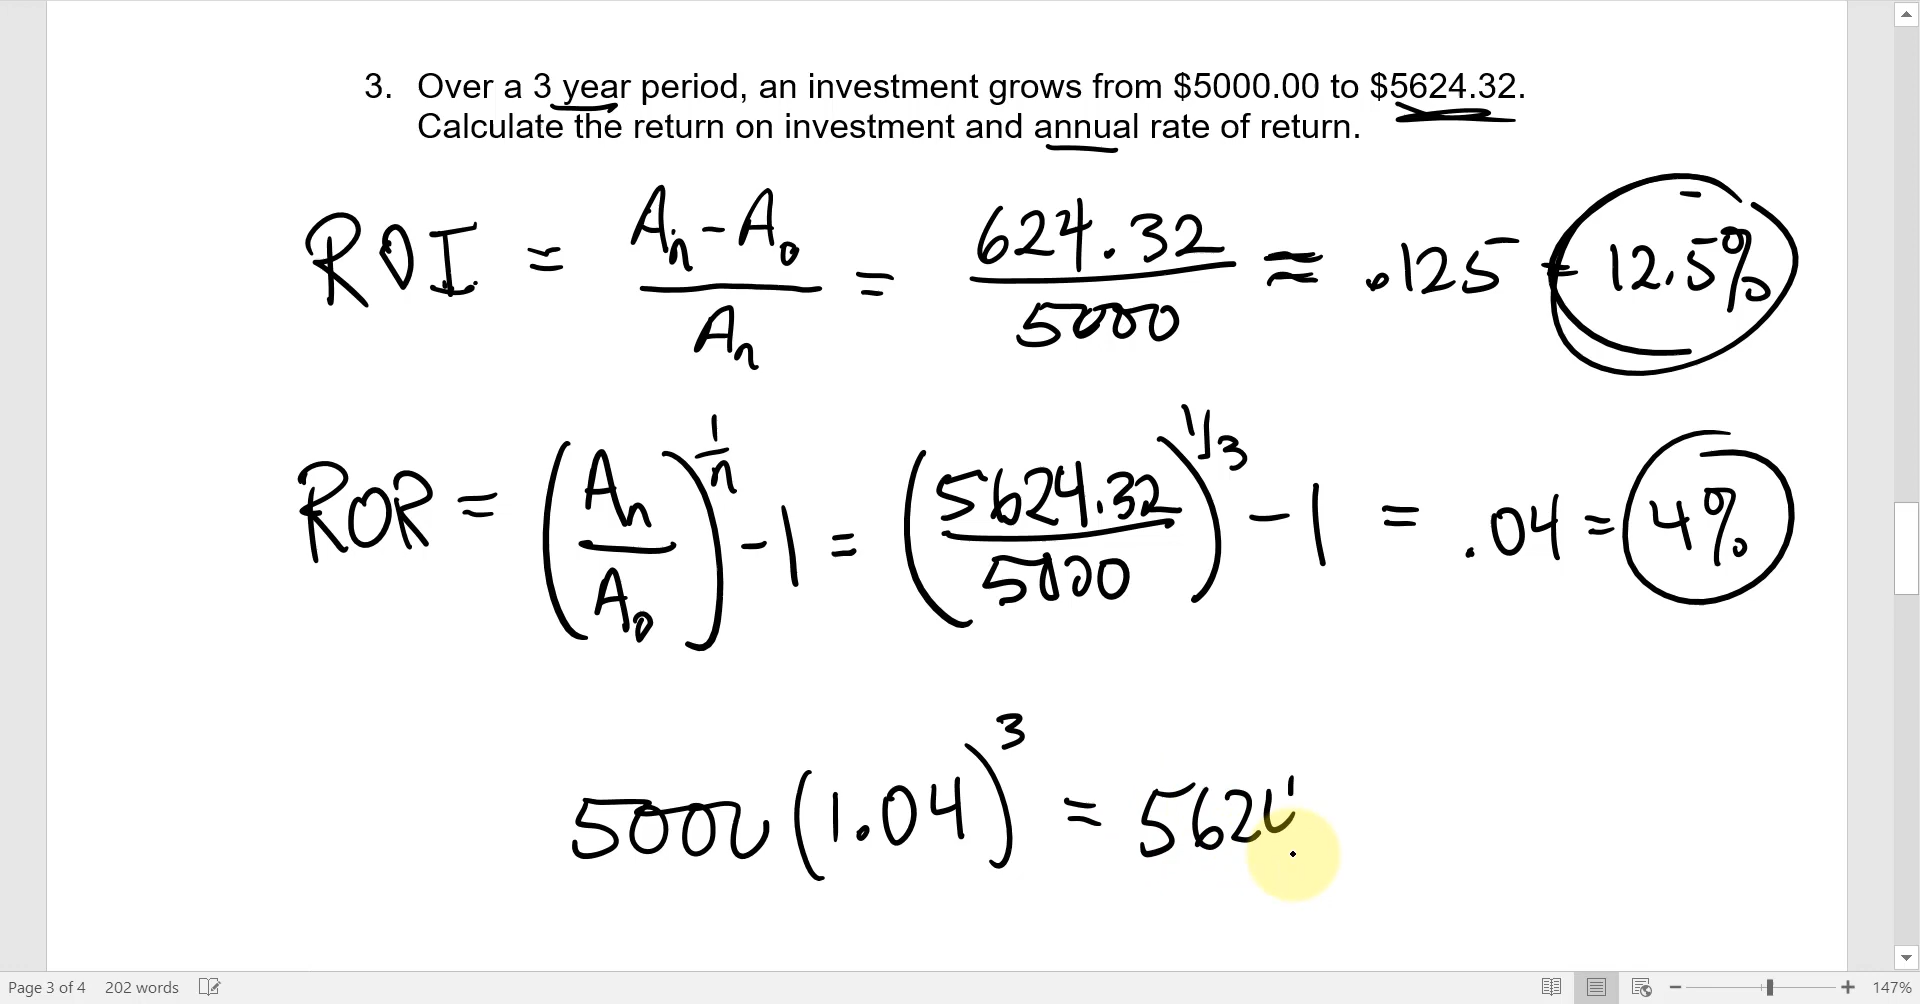 3. Over a 3 year period, an investment grows from $5000.00 to $5624.32.
Calculate the return on investment and annual rate of return.
ROI = (Aₙ - A₀)/Aₙ = 624.32/5000 ≈ .125 = 12.5%
ROR = (Aₙ/A₀)^(1/n) - 1 = (5624.32/5000)^(1/3) - 1 = .04 = 4%
5000 (1.04)³ = 562
Page 3 of 4 202 words 147%